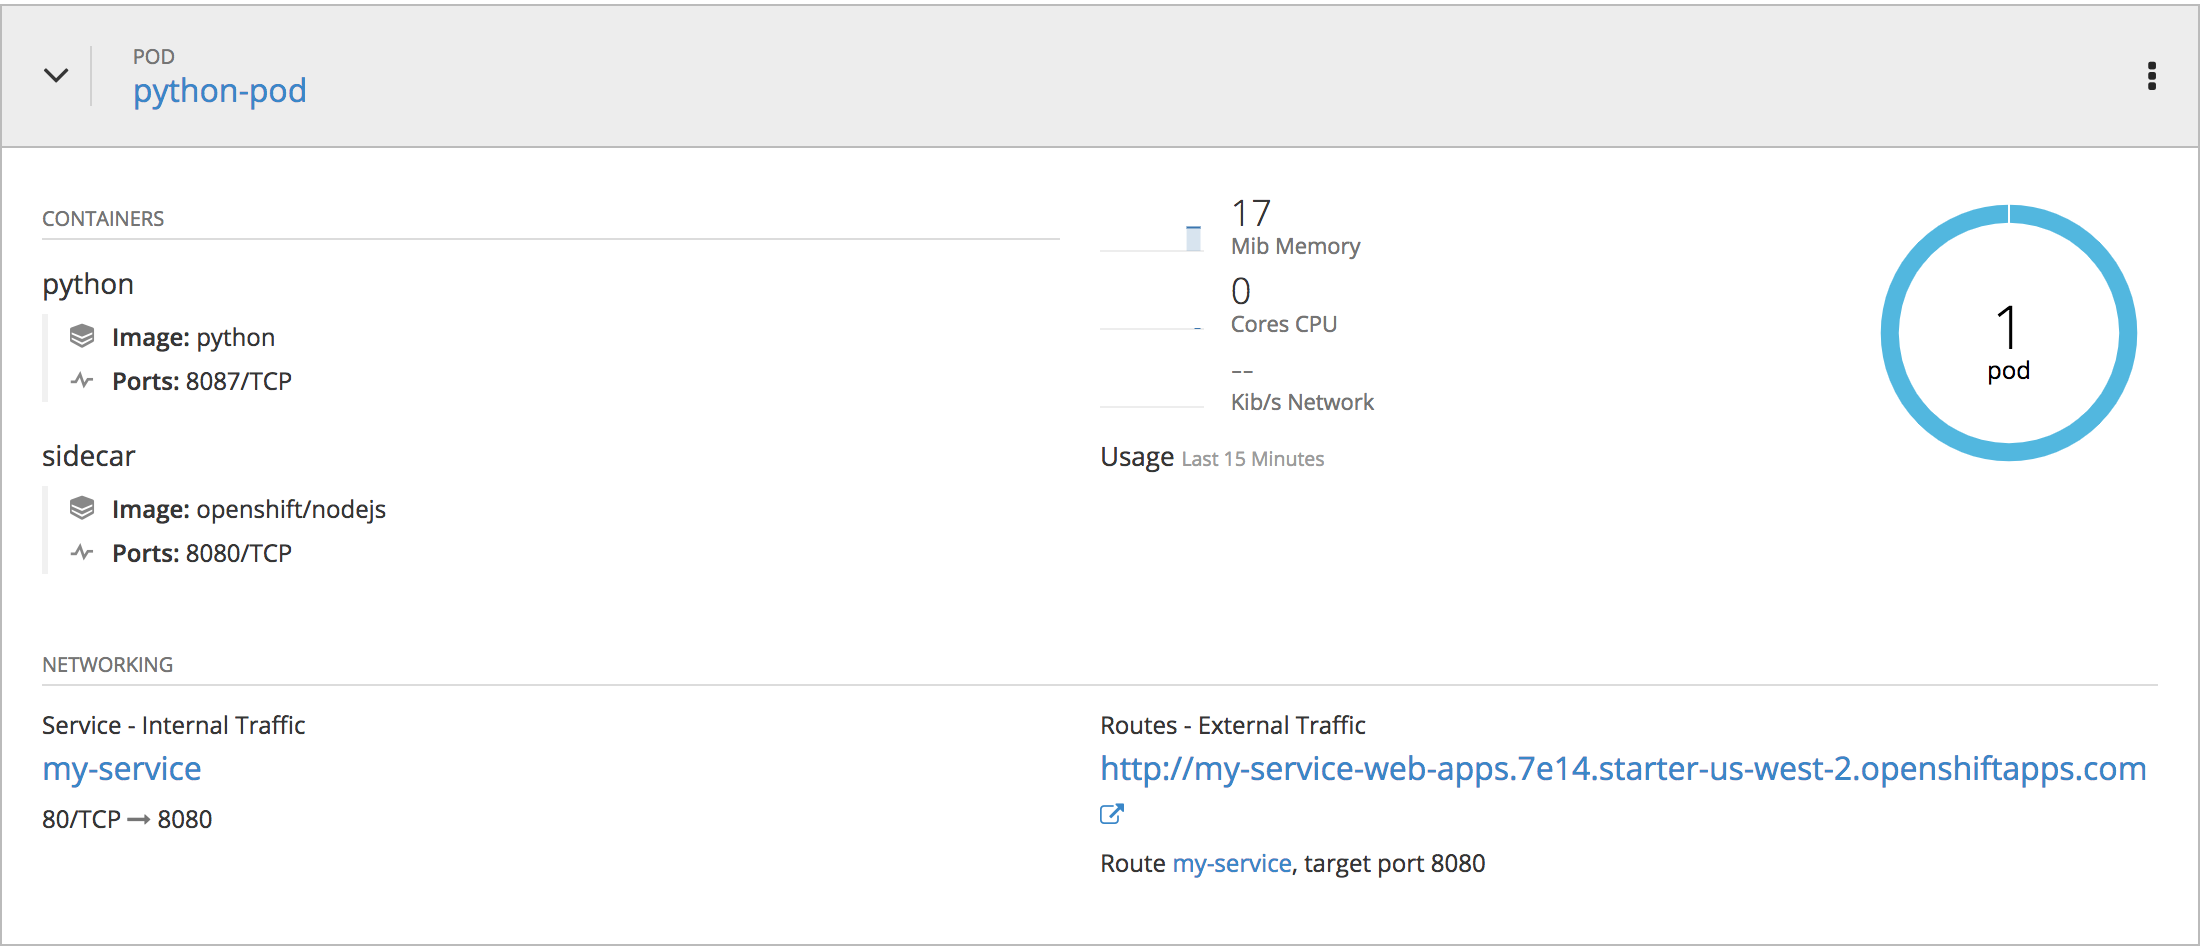 POD
python-pod
CONTAINERS
python
Image: python
Ports: 8087/TCP
sidecar
Image: openshift/nodejs
Ports: 8080/TCP
17
Mib Memory
0
Cores CPU
--
Kib/s Network
Usage Last 15 Minutes
1
pod
NETWORKING
Service - Internal Traffic
my-service
80/TCP → 8080
Routes - External Traffic
http://my-service-web-apps.7e14.starter-us-west-2.openshiftapps.com
Route my-service, target port 8080